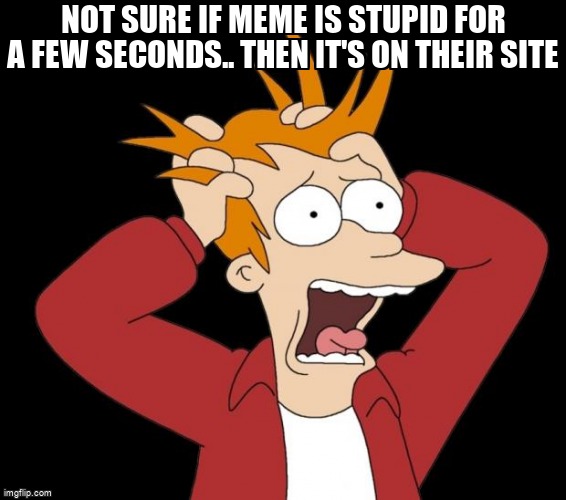 NOT SURE IF MEME IS STUPID FOR
A FEW SECONDS.. THEN IT'S ON THEIR SITE
imgflip.com